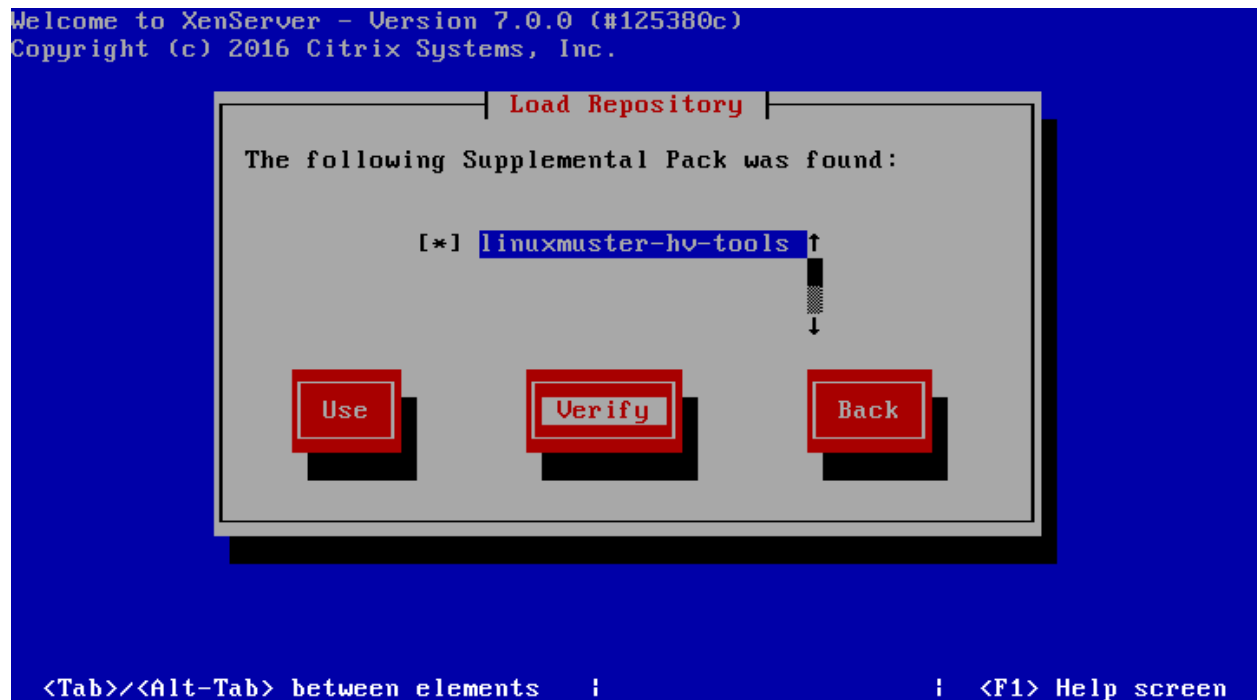 Welcome to XenServer - Version 7.0.0 (#125380c)
Copyright (c) 2016 Citrix Systems, Inc.
Load Repository
The following Supplemental Pack was found:
[*] linuxmuster-hv-tools ↑
↓
Use Verify Back
<Tab>/<Alt-Tab> between elements | | <F1> Help screen